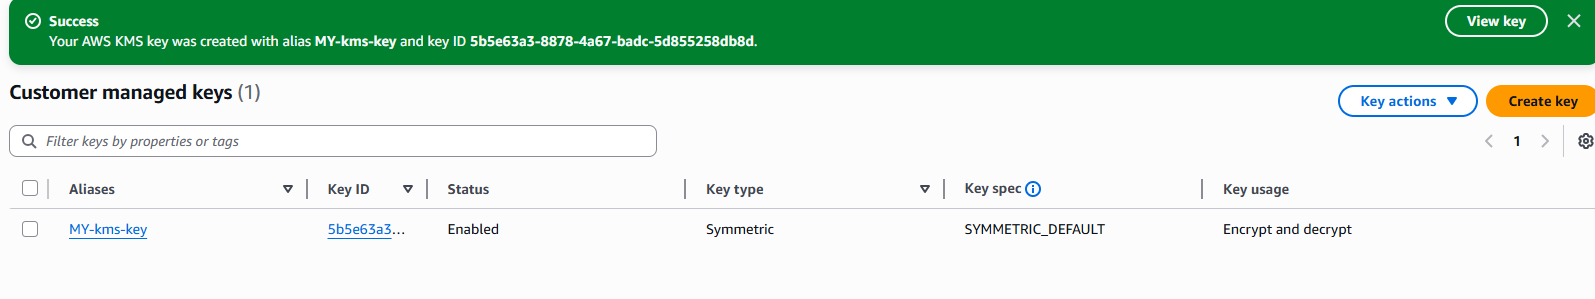 Success
View key
Your AWS KMS key was created with alias MY-kms-key and key ID 5b5e63a3-8878-4a67-badc-5d855258db8d.
Customer managed keys (1)
Key actions
Create key
Filter keys by properties or tags
1
Aliases Key ID Status Key type Key spec Key usage
MY-kms-key 5b5e63a3... Enabled Symmetric SYMMETRIC_DEFAULT Encrypt and decrypt